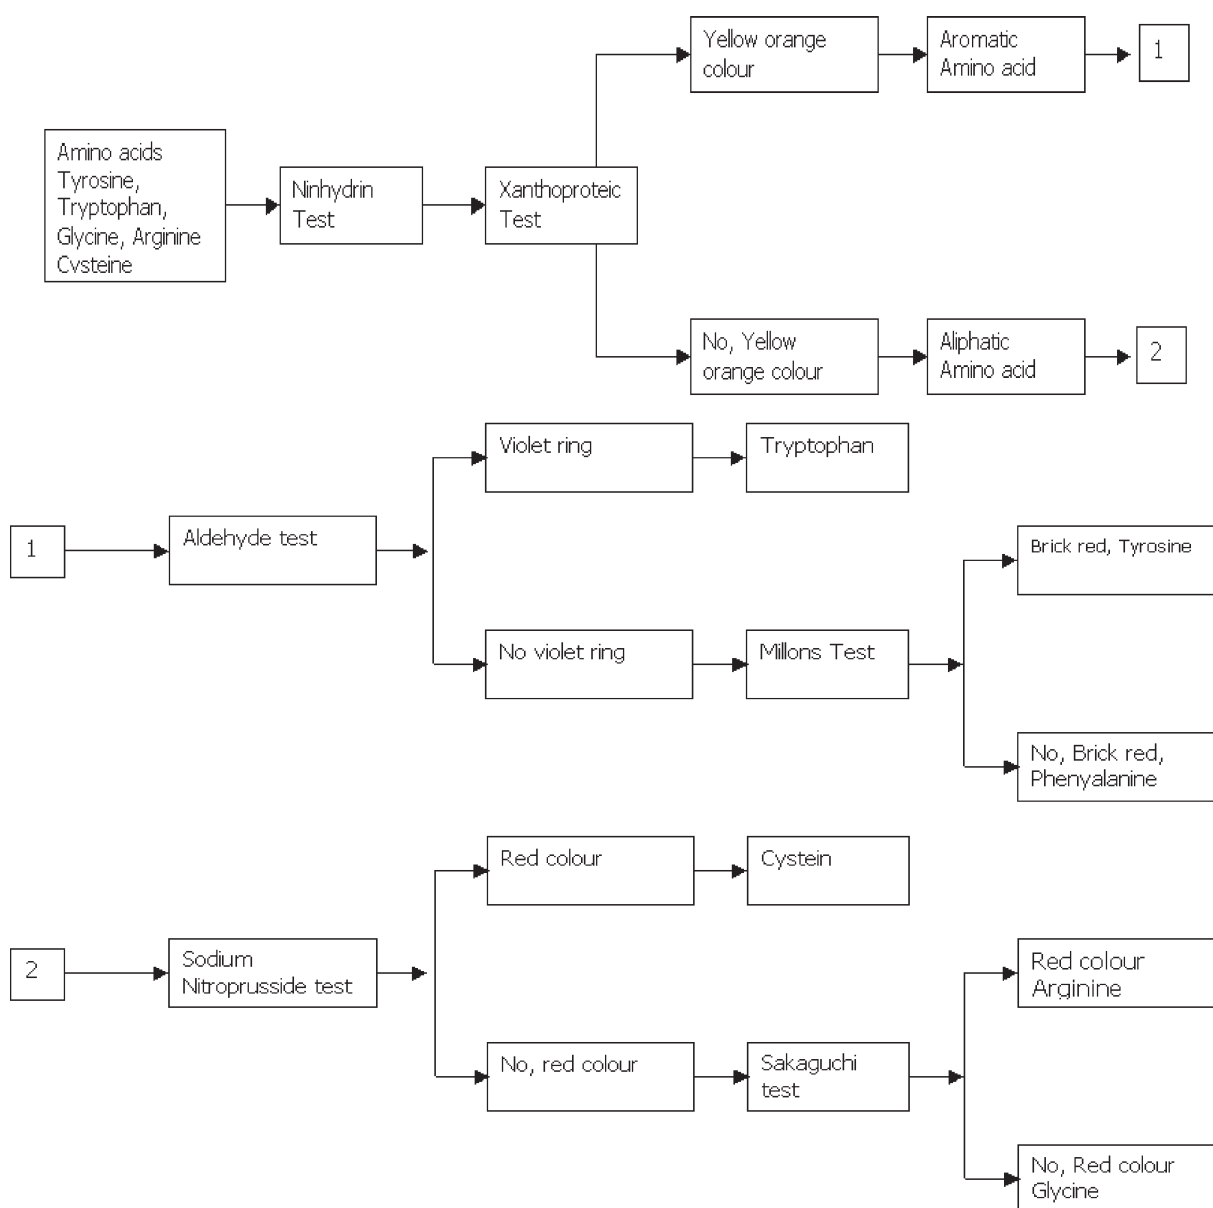 Amino acids
Tyrosine,
Tryptophan,
Glycine, Arginine
Cvsteine
Ninhydrin
Test
Xanthoproteic
Test
Yellow orange
colour
Aromatic
Amino acid
1
No, Yellow
orange colour
Aliphatic
Amino acid
2
1
Aldehyde test
Violet ring
Tryptophan
No violet ring
Millons Test
Brick red, Tyrosine
No, Brick red,
Phenyalanine
2
Sodium
Nitroprusside test
Red colour
Cystein
No, red colour
Sakaguchi
test
Red colour
Arginine
No, Red colour
Glycine